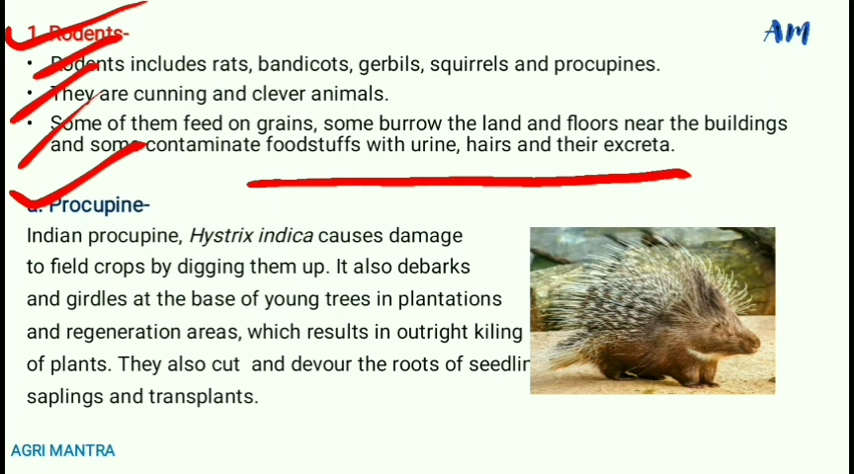 1. Rodents-
AM
• Rodents includes rats, bandicots, gerbils, squirrels and procupines.
• They are cunning and clever animals.
• Some of them feed on grains, some burrow the land and floors near the buildings
and some contaminate foodstuffs with urine, hairs and their excreta.
a. Procupine-
Indian procupine, Hystrix indica causes damage
to field crops by digging them up. It also debarks
and girdles at the base of young trees in plantations
and regeneration areas, which results in outright kiling
of plants. They also cut and devour the roots of seedlin
saplings and transplants.
AGRI MANTRA